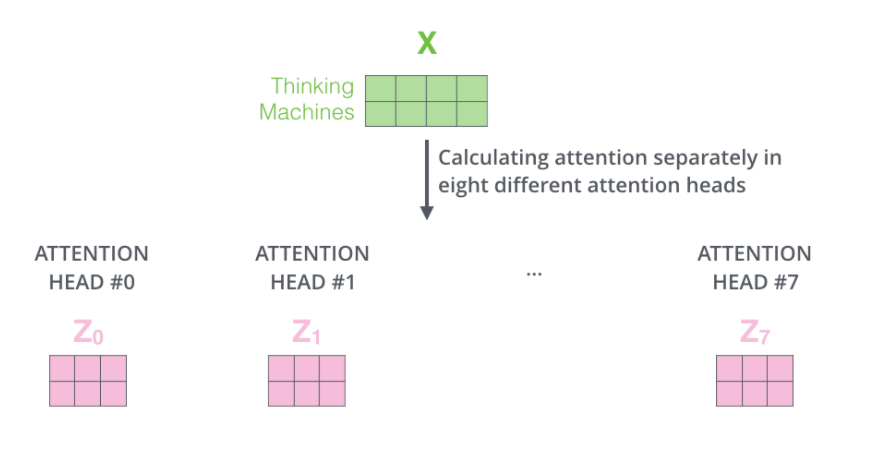 X
Thinking
Machines
Calculating attention separately in
eight different attention heads
ATTENTION
HEAD #0
ATTENTION
HEAD #1
...
ATTENTION
HEAD #7
Z0
Z1
Z7